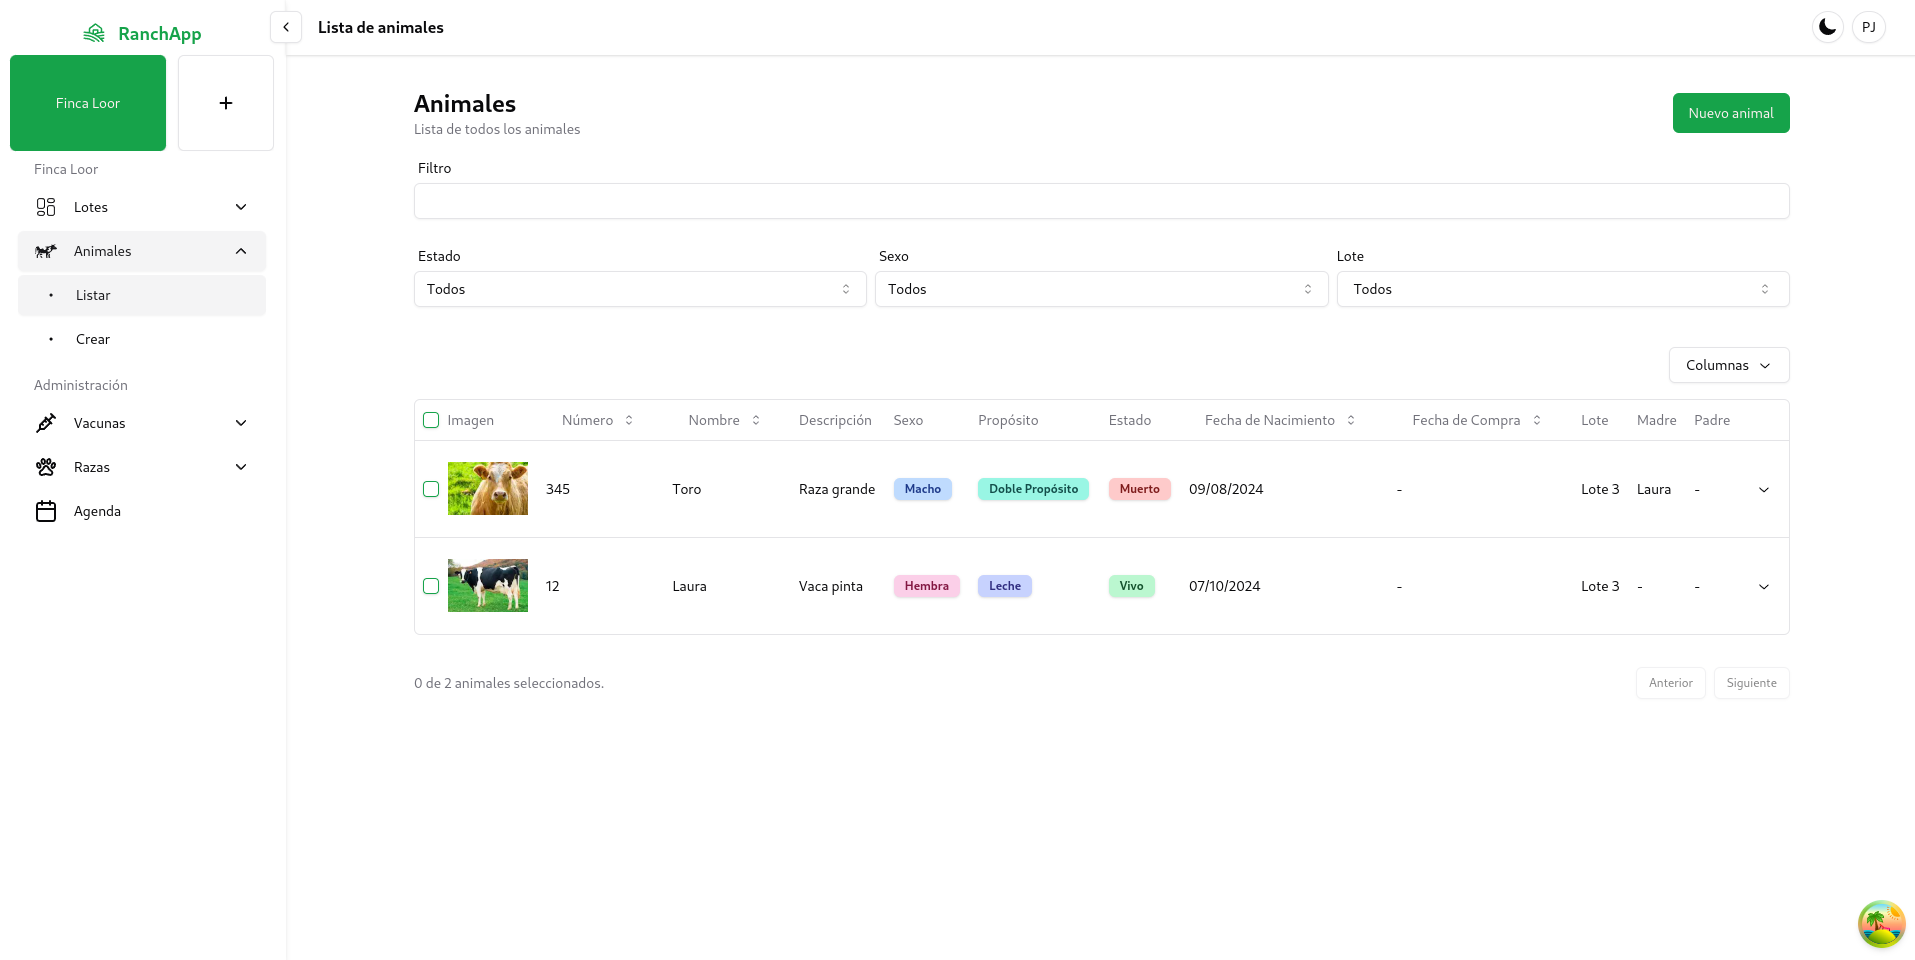 RanchApp
Lista de animales
PJ
Finca Loor
+
Finca Loor
Lotes
Animales
Listar
Crear
Administración
Vacunas
Razas
Agenda
Animales
Lista de todos los animales
Nuevo animal
Filtro
Estado Sexo Lote
Todos Todos Todos
Columnas
Imagen Número Nombre Descripción Sexo Propósito Estado Fecha de Nacimiento Fecha de Compra Lote Madre Padre
345 Toro Raza grande Macho Doble Propósito Muerto 09/08/2024 - Lote 3 Laura -
12 Laura Vaca pinta Hembra Leche Vivo 07/10/2024 - Lote 3 - -
0 de 2 animales seleccionados.
Anterior Siguiente